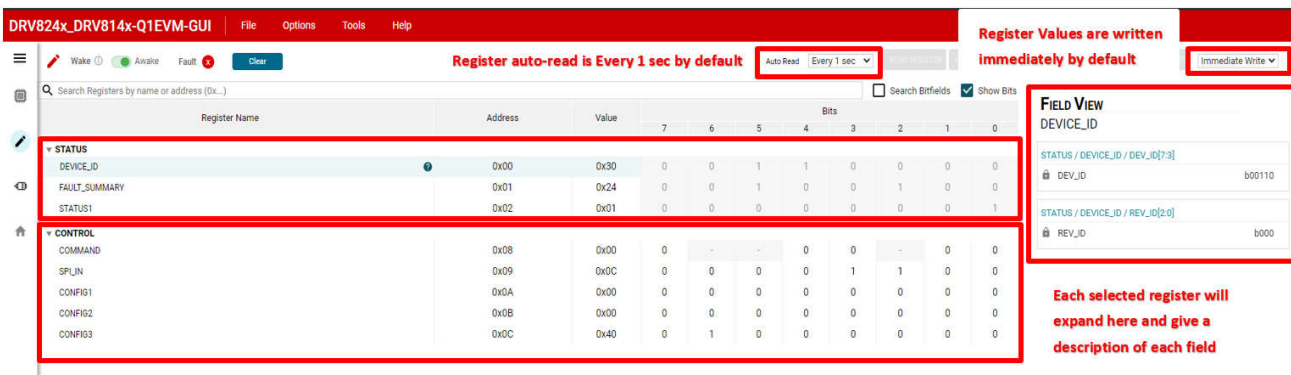 DRV824x_DRV814x-Q1EVM-GUI File Options Tools Help
Register Values are written
immediately by default
Wake Awake Fault x Clear
Register auto-read is Every 1 sec by default
Auto Read Every 1 sec
READ REGISTER
Immediate Write
Search Registers by name or address (0x...)
Search Bitfields Show Bits
Register Name Address Value Bits
7 6 5 4 3 2 1 0
STATUS
DEVICE_ID ? 0x00 0x30 0 0 1 1 0 0 0 0
FAULT_SUMMARY 0x01 0x24 0 0 1 0 0 1 0 0
STATUS1 0x02 0x01 0 0 0 0 0 0 0 1
CONTROL
COMMAND 0x08 0x00 0 - - 0 0 - 0 0
SPI_IN 0x09 0x0C 0 0 0 0 1 1 0 0
CONFIG1 0x0A 0x00 0 0 0 0 0 0 0 0
CONFIG2 0x0B 0x00 0 0 0 0 0 0 0 0
CONFIG3 0x0C 0x40 0 1 0 0 0 0 0 0
FIELD VIEW
DEVICE_ID
STATUS / DEVICE_ID / DEV_ID[7:3]
DEV_ID b00110
STATUS / DEVICE_ID / REV_ID[2:0]
REV_ID b000
Each selected register will
expand here and give a
description of each field